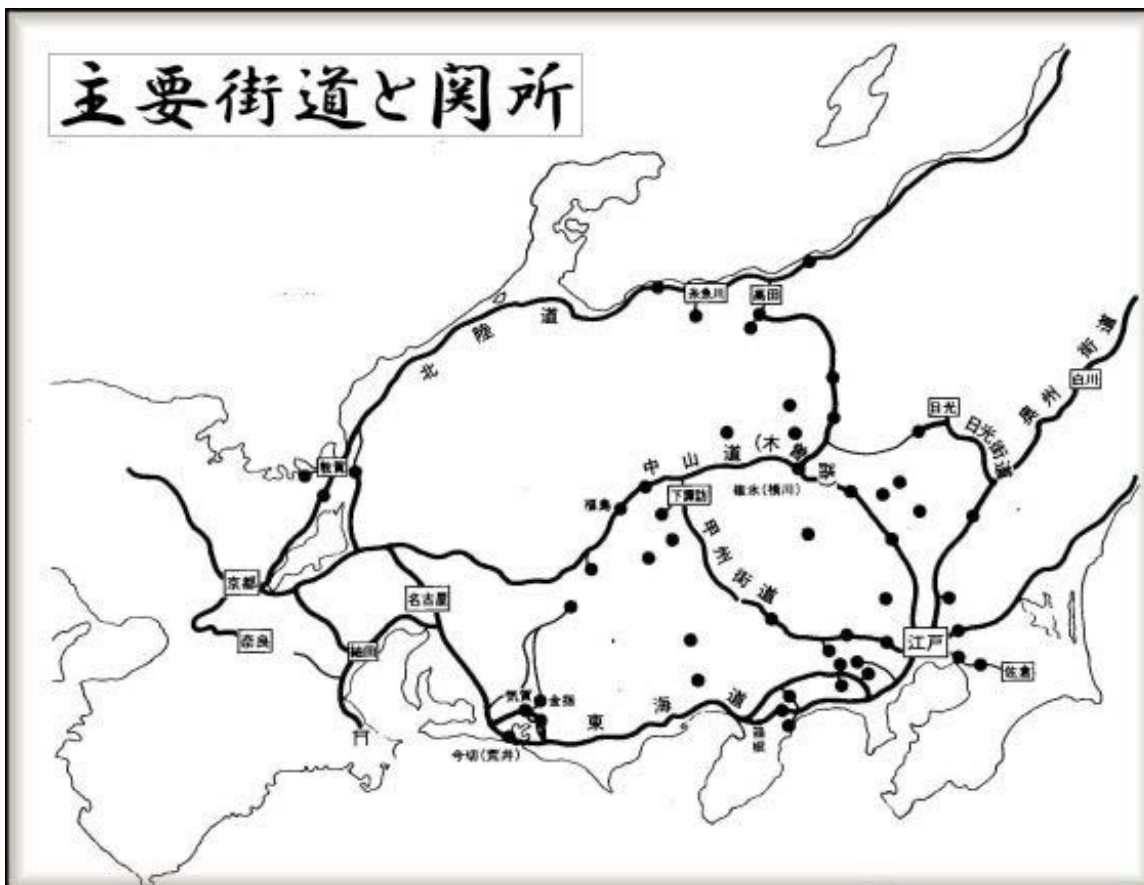 主要街道と関所
糸魚川
高田
北陸道
奥州街道
白川
日光
日光街道
中山道(木曽路)
敦賀
碓氷(横川)
福島
下諏訪
甲州街道
京都
名古屋
奈良
江戸
佐倉
気賀
金指
東海道
箱根
今切(荒井)